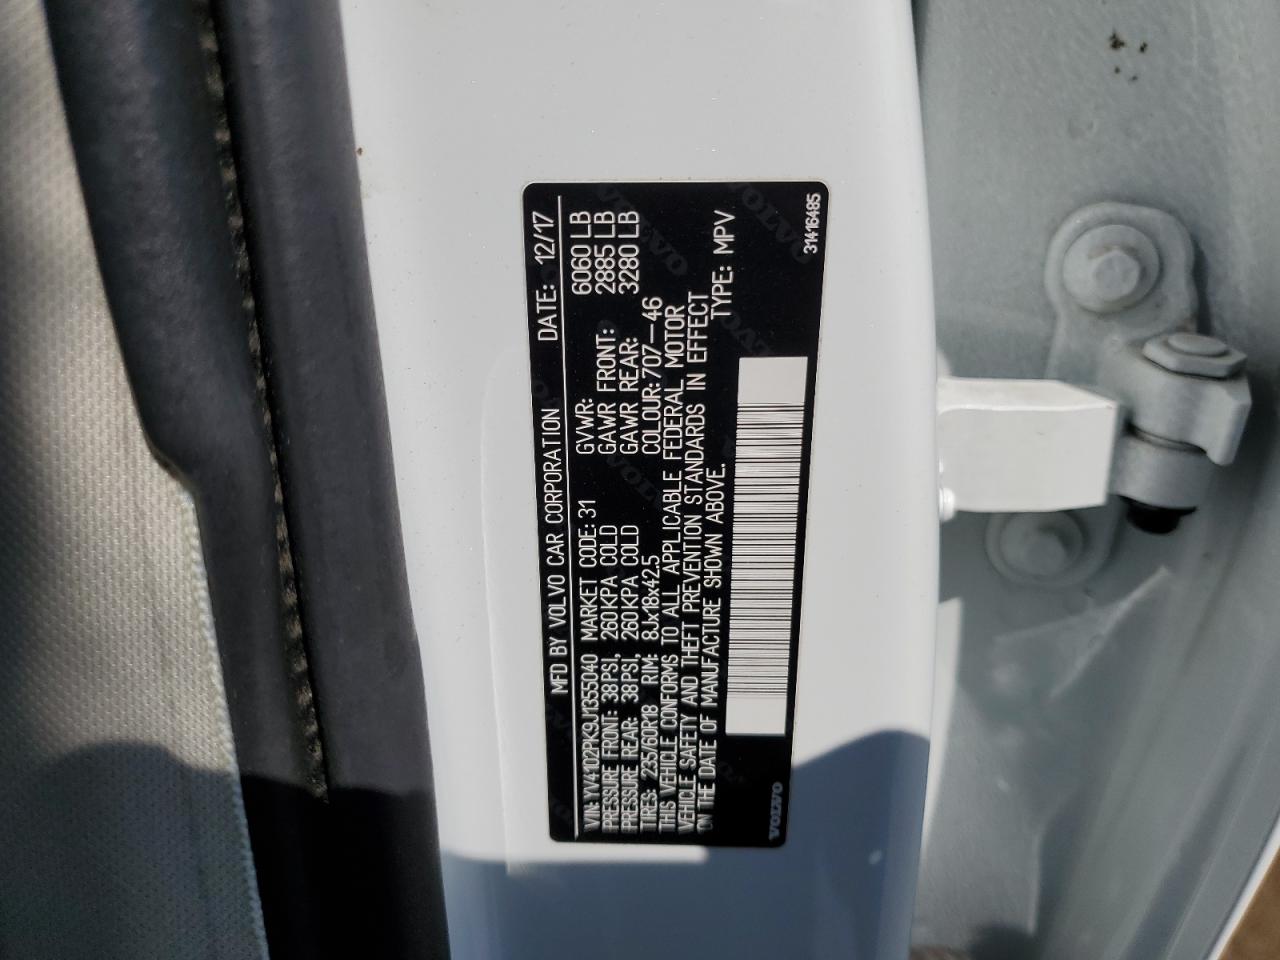 MFD BY VOLVO CAR CORPORATION DATE: 12/17
VIN: YV4102PK9J1355040 MARKET CODE: 31 GVWR: 6060 LB
PRESSURE FRONT: 38PSI, 260KPA COLD GAWR FRONT: 2885 LB
PRESSURE REAR: 38PSI, 260KPA COLD GAWR REAR: 3280 LB
TIRES: 235/60R18 RIM: 8Jx18x42.5 COLOUR: 707-46
THIS VEHICLE CONFORMS TO ALL APPLICABLE FEDERAL MOTOR
VEHICLE SAFETY AND THEFT PREVENTION STANDARDS IN EFFECT
ON THE DATE OF MANUFACTURE SHOWN ABOVE. TYPE: MPV
VOLVO 31416485